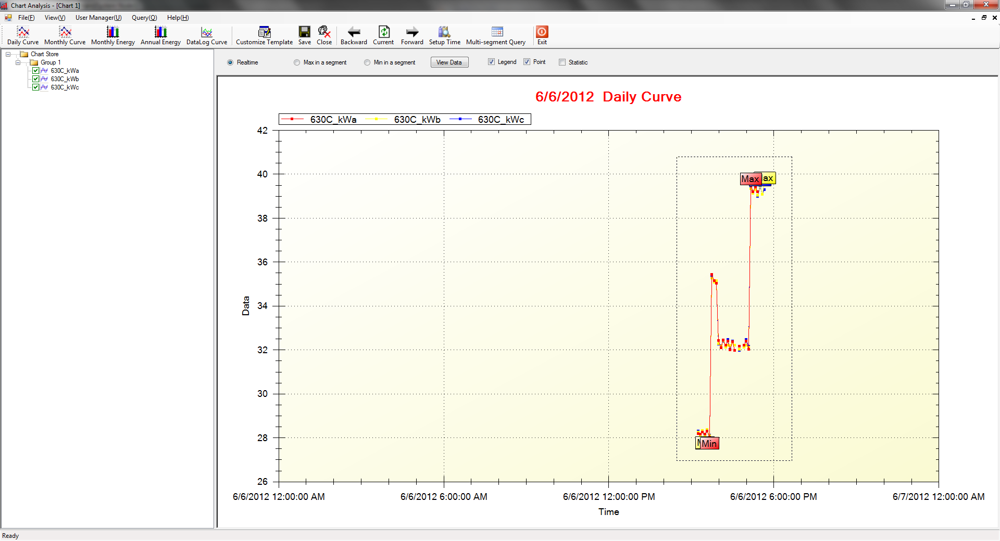 Chart Analysis - [Chart 1]
File(F) View(V) User Manager(U) Query(Q) Help(H)
Daily Curve Monthly Curve Monthly Energy Annual Energy DataLog Curve Customize Template Save Close Backward Current Forward Setup Time Multi-segment Query Exit
Chart Store
Group 1
630C_kWa
630C_kWb
630C_kWc
Realtime Max in a segment Min in a segment View Data Legend Point Statistic
6/6/2012 Daily Curve
630C_kWa 630C_kWb 630C_kWc
42
40
38
36
34
32
30
28
26
Data
Max ax
Min
6/6/2012 12:00:00 AM 6/6/2012 6:00:00 AM 6/6/2012 12:00:00 PM 6/6/2012 6:00:00 PM 6/7/2012 12:00:00 AM
Time
Ready